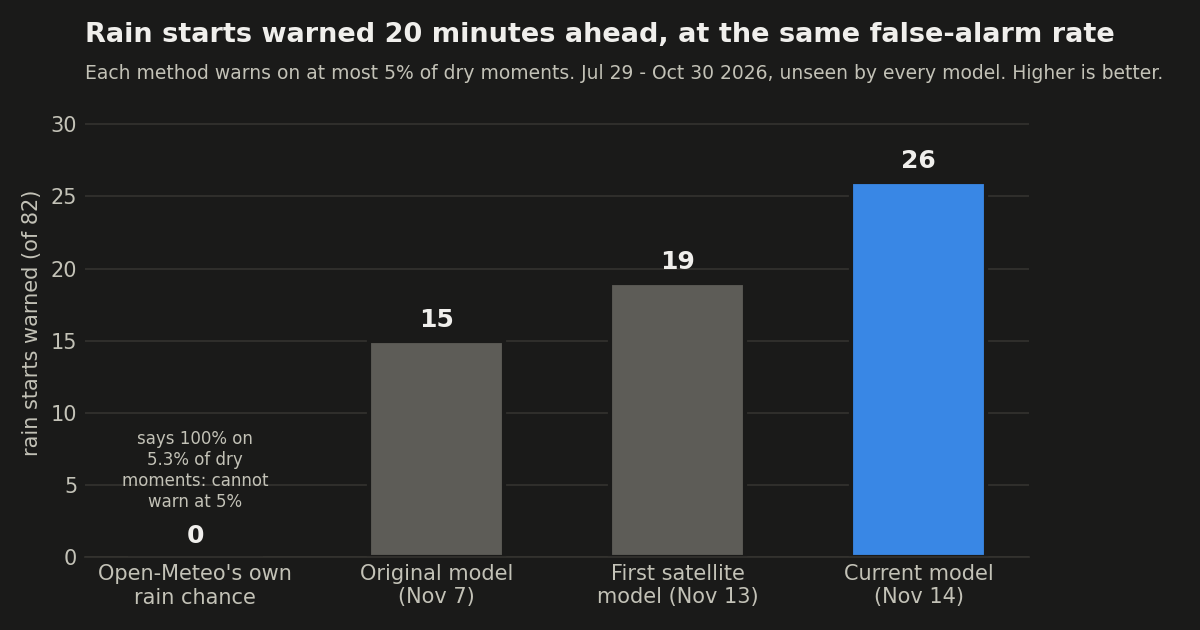 Rain starts warned 20 minutes ahead, at the same false-alarm rate
Each method warns on at most 5% of dry moments. Jul 29 - Oct 30 2026, unseen by every model. Higher is better.
rain starts warned (of 82)
30
25
20
15
10
5
0
says 100% on
5.3% of dry
moments: cannot
warn at 5%
0
15
19
26
Open-Meteo's own
rain chance
Original model
(Nov 7)
First satellite
model (Nov 13)
Current model
(Nov 14)